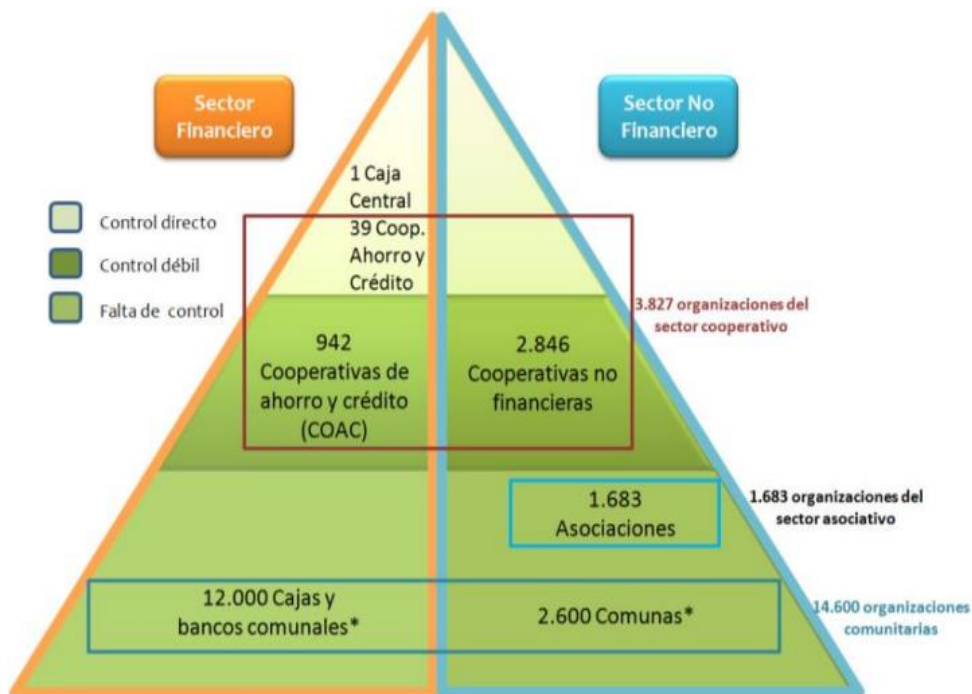 Sector
Financiero
Sector No
Financiero
1 Caja
Central
39 Coop.
Ahorro y
Crédito
Control directo
Control débil
Falta de control
3.827 organizaciones del
sector cooperativo
942
Cooperativas de
ahorro y crédito
(COAC)
2.846
Cooperativas no
financieras
1.683
Asociaciones
1.683 organizaciones del
sector asociativo
12.000 Cajas y
bancos comunales*
2.600 Comunas*
14.600 organizaciones
comunitarias